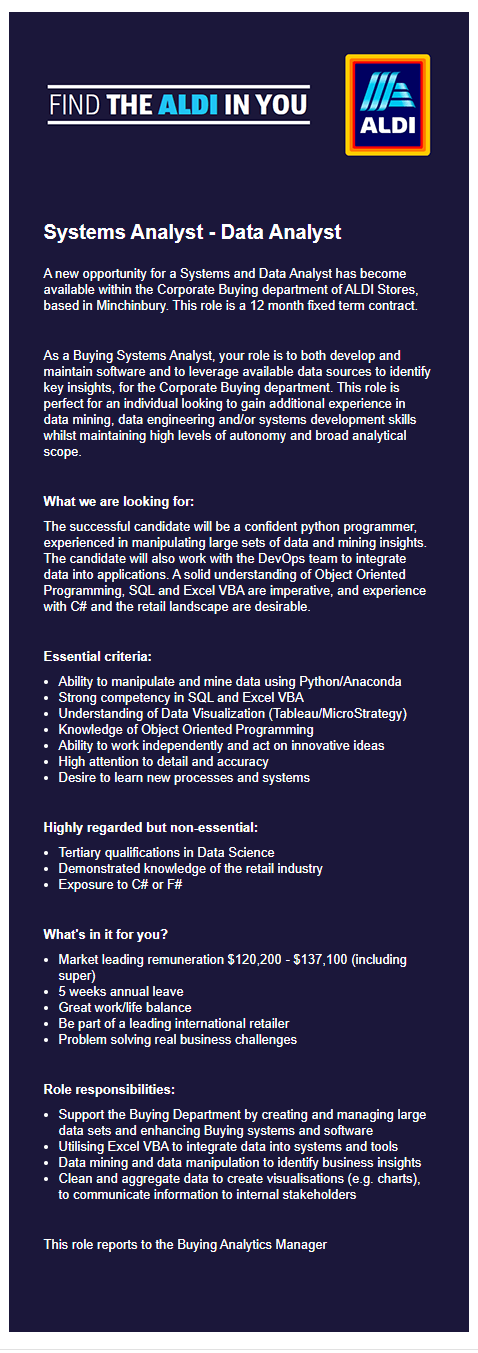 FIND THE ALDI IN YOU
ALDI
Systems Analyst - Data Analyst
A new opportunity for a Systems and Data Analyst has become
available within the Corporate Buying department of ALDI Stores,
based in Minchinbury. This role is a 12 month fixed term contract.
As a Buying Systems Analyst, your role is to both develop and
maintain software and to leverage available data sources to identify
key insights, for the Corporate Buying department. This role is
perfect for an individual looking to gain additional experience in
data mining, data engineering and/or systems development skills
whilst maintaining high levels of autonomy and broad analytical
scope.
What we are looking for:
The successful candidate will be a confident python programmer,
experienced in manipulating large sets of data and mining insights.
The candidate will also work with the DevOps team to integrate
data into applications. A solid understanding of Object Oriented
Programming, SQL and Excel VBA are imperative, and experience
with C# and the retail landscape are desirable.
Essential criteria:
• Ability to manipulate and mine data using Python/Anaconda
• Strong competency in SQL and Excel VBA
• Understanding of Data Visualization (Tableau/MicroStrategy)
• Knowledge of Object Oriented Programming
• Ability to work independently and act on innovative ideas
• High attention to detail and accuracy
• Desire to learn new processes and systems
Highly regarded but non-essential:
• Tertiary qualifications in Data Science
• Demonstrated knowledge of the retail industry
• Exposure to C# or F#
What's in it for you?
• Market leading remuneration $120,200 - $137,100 (including
super)
• 5 weeks annual leave
• Great work/life balance
• Be part of a leading international retailer
• Problem solving real business challenges
Role responsibilities:
• Support the Buying Department by creating and managing large
data sets and enhancing Buying systems and software
• Utilising Excel VBA to integrate data into systems and tools
• Data mining and data manipulation to identify business insights
• Clean and aggregate data to create visualisations (e.g. charts),
to communicate information to internal stakeholders
This role reports to the Buying Analytics Manager